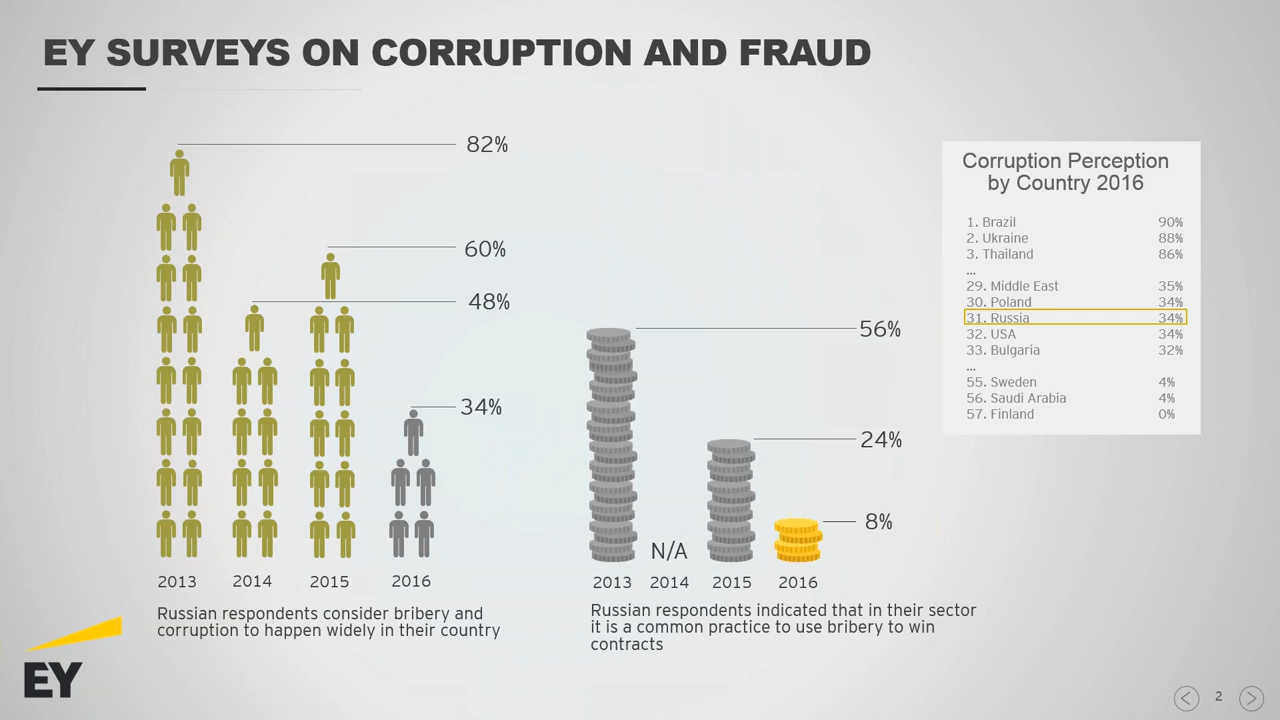 EY SURVEYS ON CORRUPTION AND FRAUD
82%
60%
48%
34%
2013 2014 2015 2016
Russian respondents consider bribery and
corruption to happen widely in their country
56%
24%
8%
N/A
2013 2014 2015 2016
Russian respondents indicated that in their sector
it is a common practice to use bribery to win
contracts
Corruption Perception
by Country 2016
1. Brazil 90%
2. Ukraine 88%
3. Thailand 86%
...
29. Middle East 35%
30. Poland 34%
31. Russia 34%
32. USA 34%
33. Bulgaria 32%
...
55. Sweden 4%
56. Saudi Arabia 4%
57. Finland 0%
EY
2